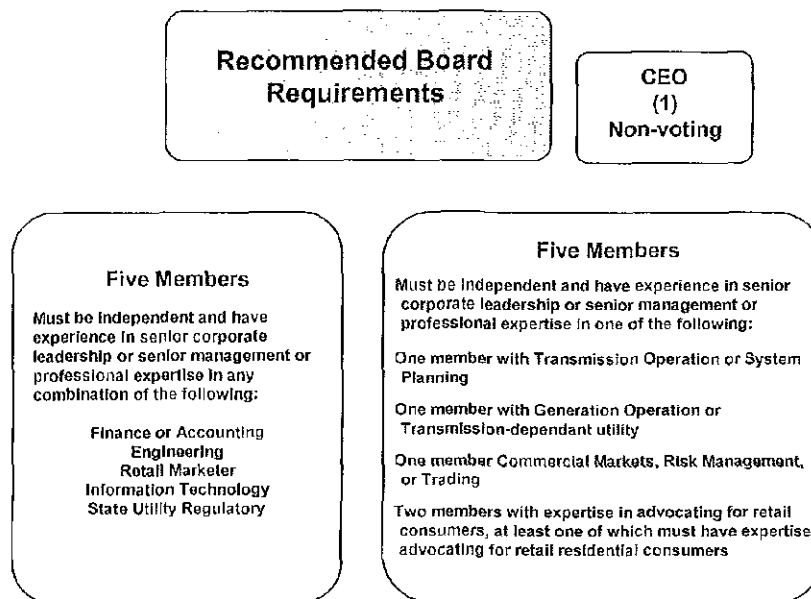 Recommended Board
Requirements
CEO
(1)
Non-voting
Five Members
Must be independent and have
experience in senior corporate
leadership or senior management or
professional expertise in any
combination of the following:
Finance or Accounting
Engineering
Retail Marketer
Information Technology
State Utility Regulatory
Five Members
Must be independent and have experience in senior
corporate leadership or senior management or
professional expertise in one of the following:
One member with Transmission Operation or System
Planning
One member with Generation Operation or
Transmission-dependant utility
One member Commercial Markets, Risk Management,
or Trading
Two members with expertise in advocating for retail
consumers, at least one of which must have expertise
advocating for retail residential consumers